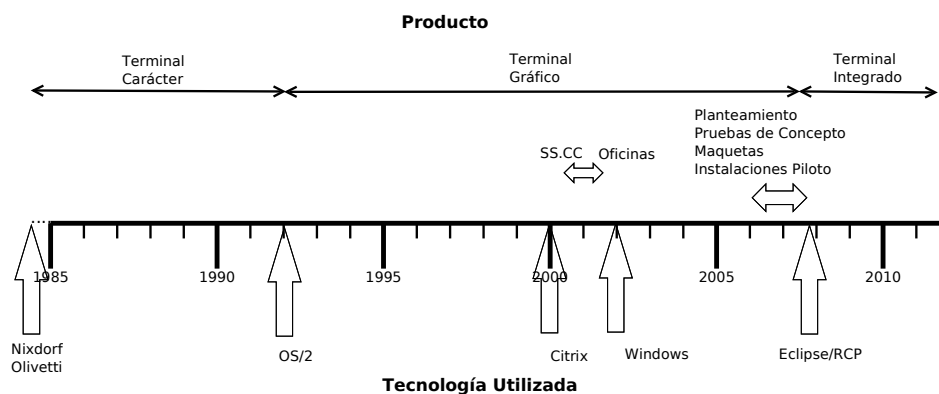 Producto
Terminal
Carácter
Terminal
Gráfico
Terminal
Integrado
Planteamiento
Pruebas de Concepto
Maquetas
Instalaciones Piloto
SS.CC
Oficinas
1985
1990
1995
2000
2005
2010
Nixdorf
Olivetti
OS/2
Citrix
Windows
Eclipse/RCP
Tecnología Utilizada